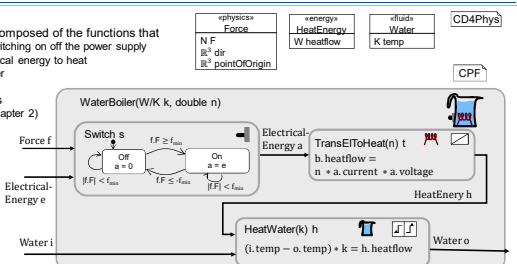 omposed of the functions that
itching on off the power supply
cal energy to heat
er
s
apter 2)
«physics»
Force
N F
ℝ³ dir
ℝ³ pointOfOrigin
«energy»
HeatEnergy
W heatflow
«fluid»
Water
K temp
CD4Phys
CPF
WaterBoiler(W/K k, double n)
Force f
Electrical-
Energy e
Water i
Switch s
Off
a = 0
On
a = e
f.F ≥ fmin
f.F ≤ -fmin
|f.F| < fmin
|f.F| < fmin
Electrical-
Energy a
TransElToHeat(n) t
b. heatflow =
n * a. current * a. voltage
HeatEnery h
HeatWater(k) h
(i. temp − o. temp) * k = h. heatflow
Water o